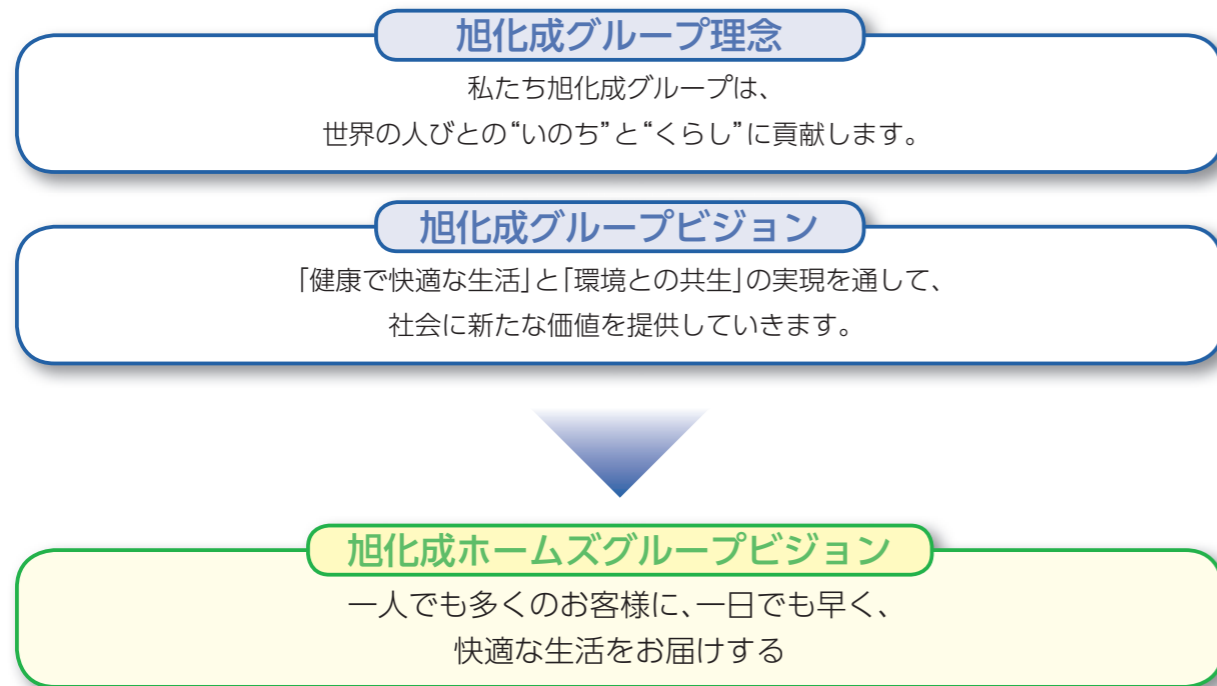 旭化成グループ理念
私たち旭化成グループは、
世界の人びとの“いのち”と“くらし”に貢献します。
旭化成グループビジョン
「健康で快適な生活」と「環境との共生」の実現を通して、
社会に新たな価値を提供していきます。
旭化成ホームズグループビジョン
一人でも多くのお客様に、一日でも早く、
快適な生活をお届けする